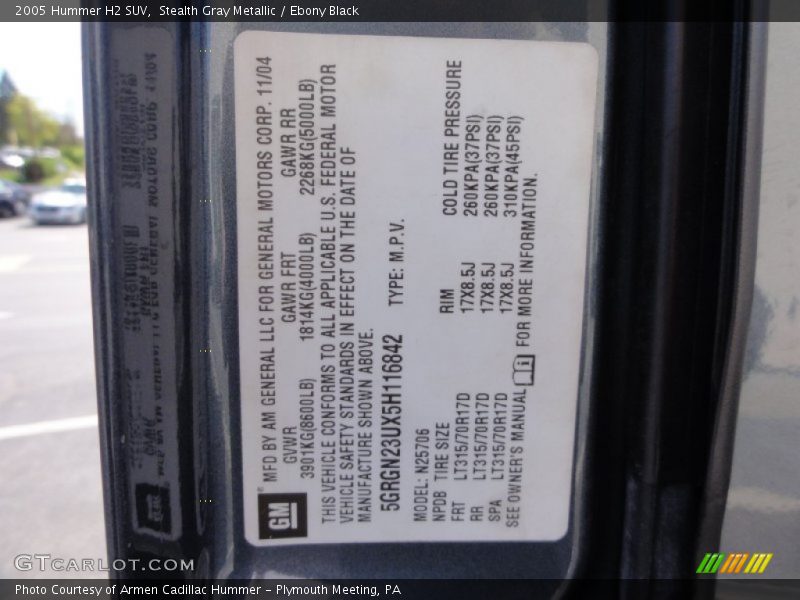 2005 Hummer H2 SUV, Stealth Gray Metallic / Ebony Black
MFD BY AM GENERAL LLC FOR GENERAL MOTORS CORP. 11/04
GVWR GAWR FRT GAWR RR
3901KG(8600LB) 1814KG(4000LB) 2268KG(5000LB)
THIS VEHICLE CONFORMS TO ALL APPLICABLE U.S. FEDERAL MOTOR
VEHICLE SAFETY STANDARDS IN EFFECT ON THE DATE OF
MANUFACTURE SHOWN ABOVE.
5GRGN23UX5H116842 TYPE: M.P.V.
MODEL: N25706
NPDB TIRE SIZE RIM COLD TIRE PRESSURE
FRT LT315/70R17D 17X8.5J 260KPA(37PSI)
RR LT315/70R17D 17X8.5J 260KPA(37PSI)
SPA LT315/70R17D 17X8.5J 310KPA(45PSI)
SEE OWNER'S MANUAL FOR MORE INFORMATION.
GM
GTCARLOT.COM
Photo Courtesy of Armen Cadillac Hummer - Plymouth Meeting, PA